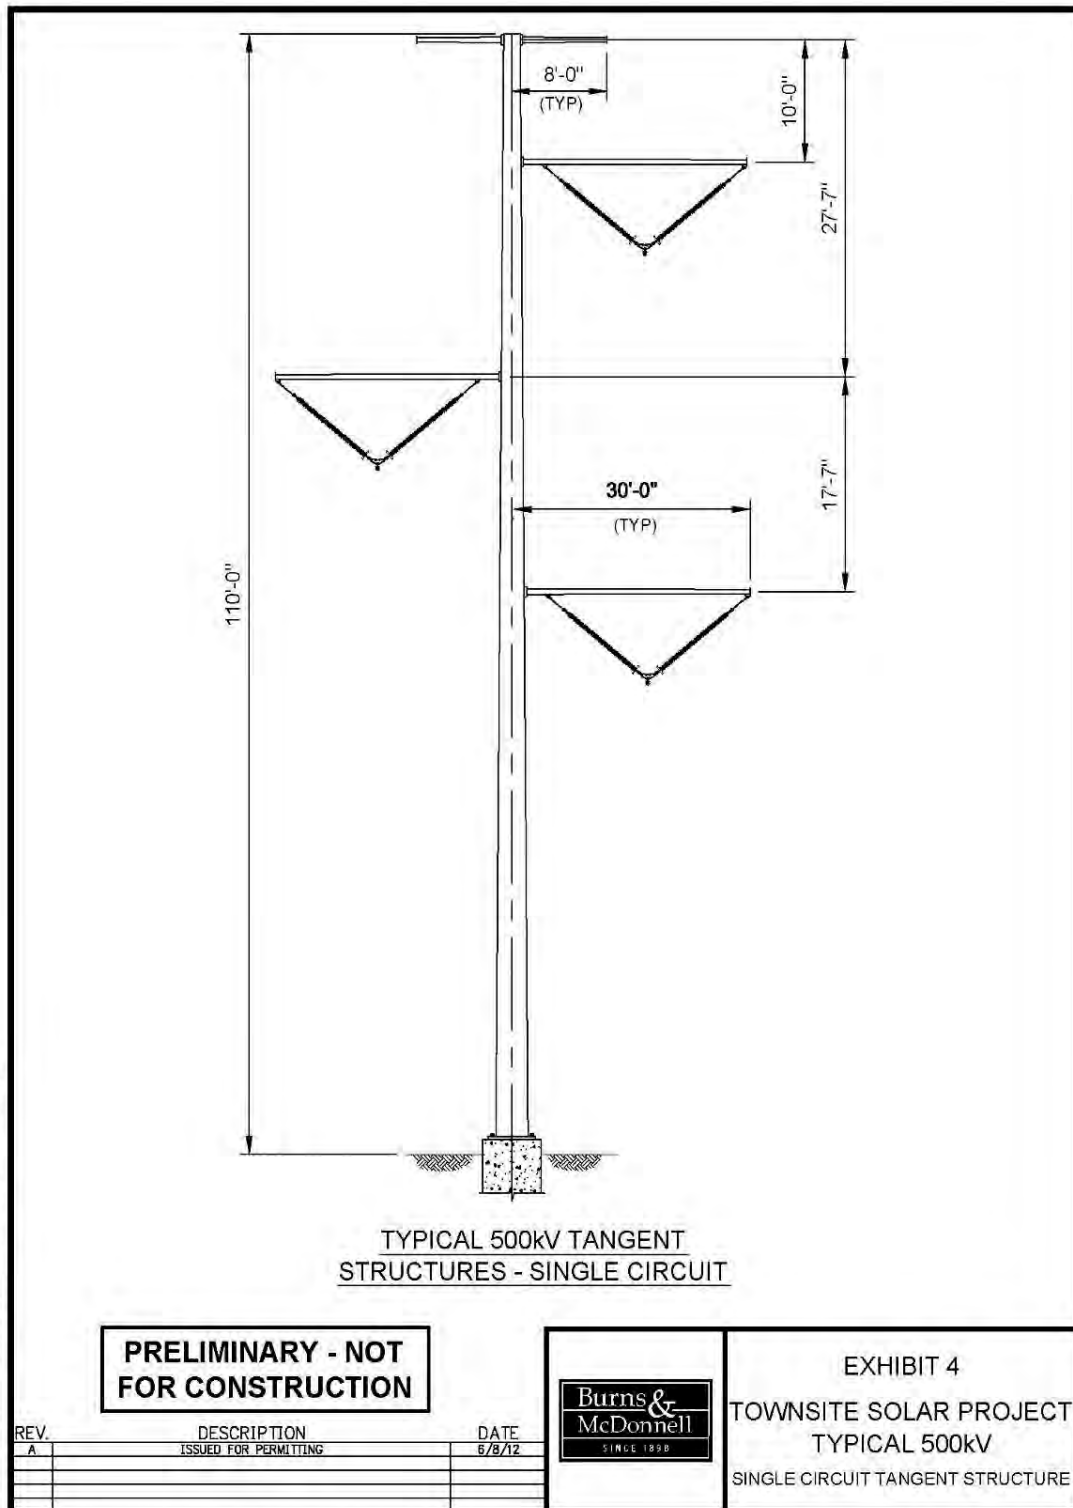 8'-0"
(TYP)
10'-0"
27'-7"
17'-7"
30'-0"
(TYP)
110'-0"
TYPICAL 500kV TANGENT
STRUCTURES - SINGLE CIRCUIT
PRELIMINARY - NOT
FOR CONSTRUCTION
REV. DESCRIPTION DATE
A ISSUED FOR PERMITTING 6/8/12
Burns &
McDonnell
SINCE 1898
EXHIBIT 4
TOWNSITE SOLAR PROJECT
TYPICAL 500kV
SINGLE CIRCUIT TANGENT STRUCTURE